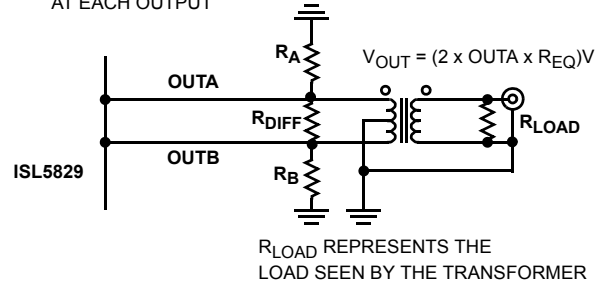 AT EACH OUTPUT
RA
VOUT = (2 x OUTA x REQ)V
OUTA
RDIFF
RLOAD
OUTB
ISL5829
RB
RLOAD REPRESENTS THE
LOAD SEEN BY THE TRANSFORMER